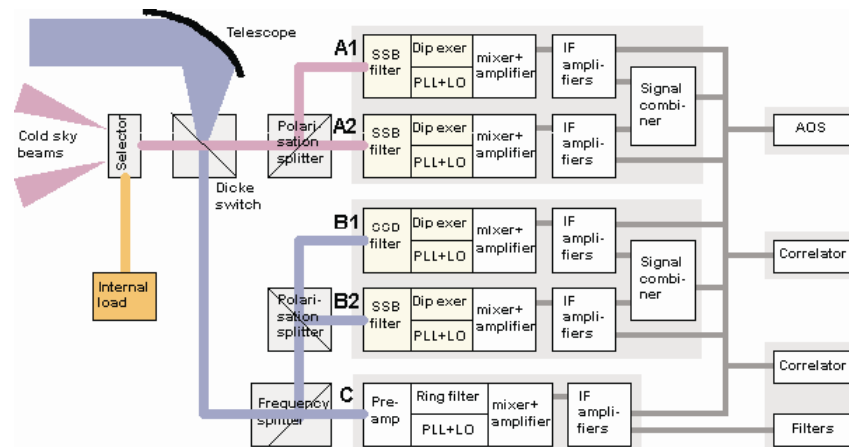 Telescope
Cold sky
beams
Selector
Dicke
switch
Internal
load
Polari-
sation
splitter
A1
SSB
filter
Dip exer
PLL+LO
mixer+
amplifier
IF
ampli-
fiers
A2
SSB
filter
Dip exer
PLL+LO
mixer+
amplifier
IF
ampli-
fiers
Signal
combi-
ner
AOS
Polari-
sation
splitter
B1
SSB
filter
Dip exer
PLL+LO
mixer+
amplifier
IF
ampli-
fiers
B2
SSB
filter
Dip exer
PLL+LO
mixer+
amplifier
IF
ampli-
fiers
Signal
combi-
ner
Correlator
Frequency
splitter
C
Pre-
amp
Ring filter
PLL+LO
mixer+
amplifier
IF
ampli-
fiers
Correlator
Filters